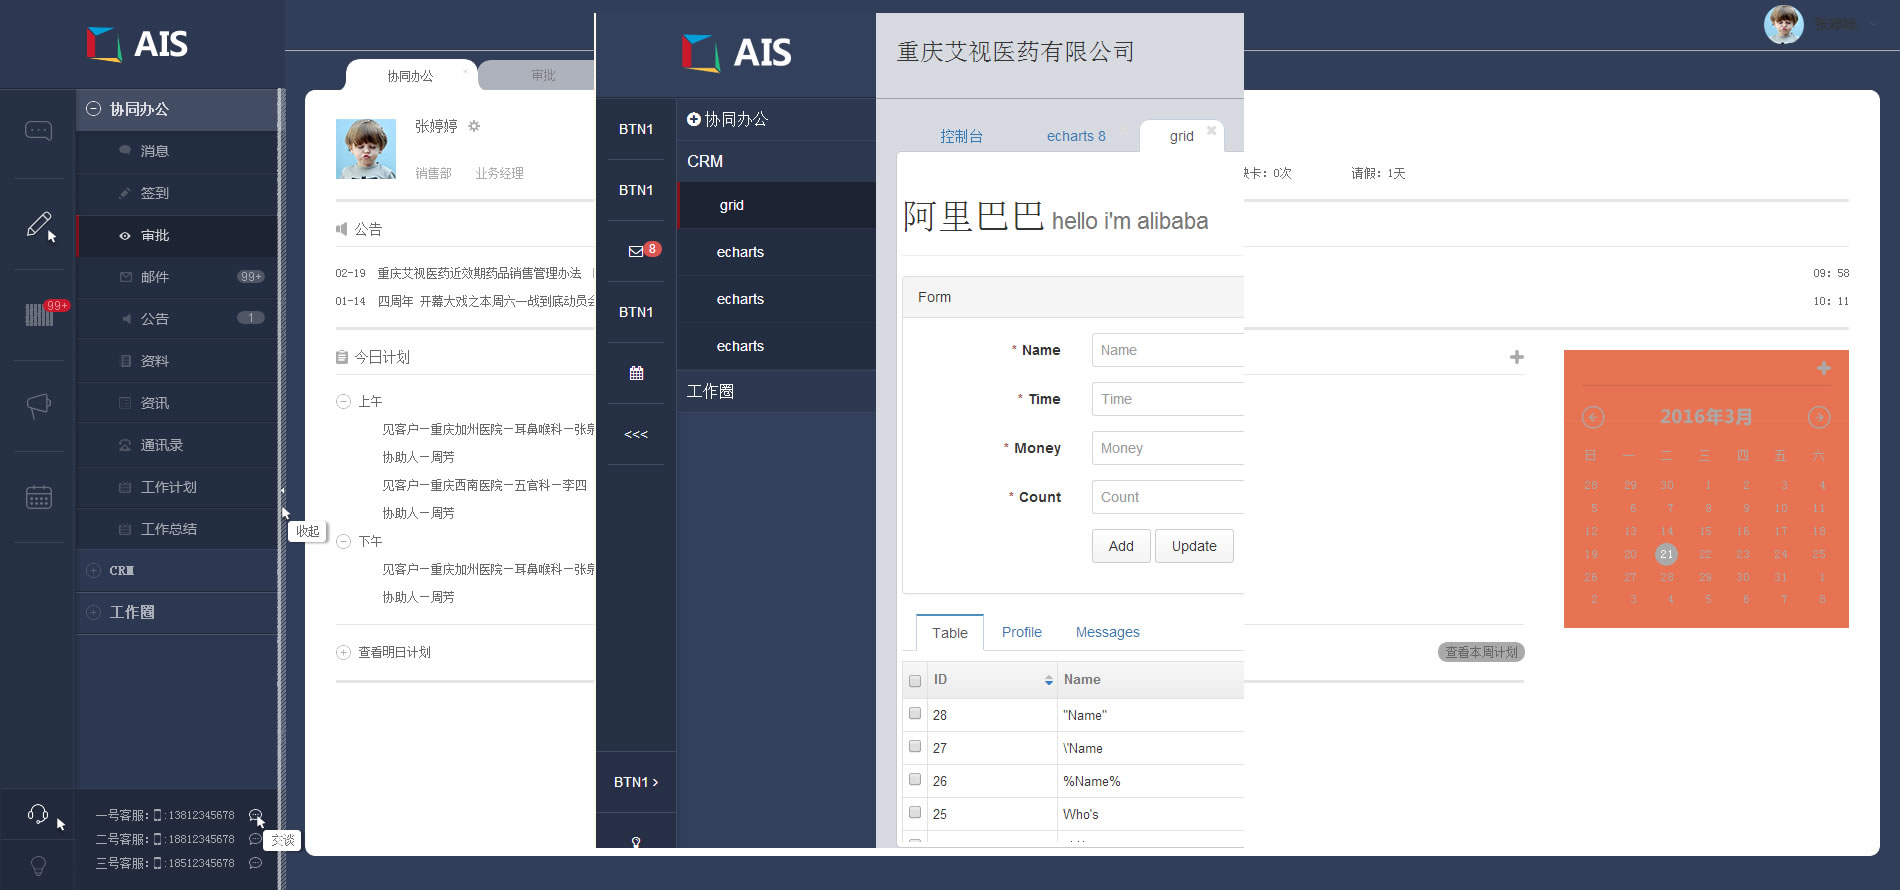 AIS
协同办公
消息
签到
审批
邮件 99+
公告 1
资料
资讯
通讯录
工作计划
工作总结
CRM
工作圈
99+
收起
一号客服: 13812345678
二号客服: 18812345678
三号客服: 18512345678
交谈
协同办公
审批
张婷婷
销售部 业务经理
公告
02-19 重庆艾视医药近效期药品销售管理办法
01-14 四周年 开幕大戏之本周六一战到底动员会
今日计划
上午
见客户—重庆加州医院—耳鼻喉科—张
协助人—周芳
见客户—重庆西南医院—五官科—李四
协助人—周芳
下午
见客户—重庆加州医院—耳鼻喉科—张
协助人—周芳
查看明日计划
AIS
BTN1
BTN1
8
BTN1
<<<
BTN1 ›
协同办公
CRM
grid
echarts
echarts
echarts
工作圈
重庆艾视医药有限公司
控制台
echarts 8
grid
阿里巴巴 hello i'm alibaba
Form
* Name Name
* Time Time
* Money Money
* Count Count
Add Update
Table Profile Messages
ID Name
28 "Name"
27 \'Name
26 %Name%
25 Who's
卡: 0次 请假: 1天
09: 58
10: 11
2016年3月
日 一 二 三 四 五 六
28 29 30 1 2 3 4
5 6 7 8 9 10 11
12 13 14 15 16 17 18
19 20 21 22 23 24 25
26 27 28 29 30 31 1
2 3 4 5 6 7 8
查看本周计划